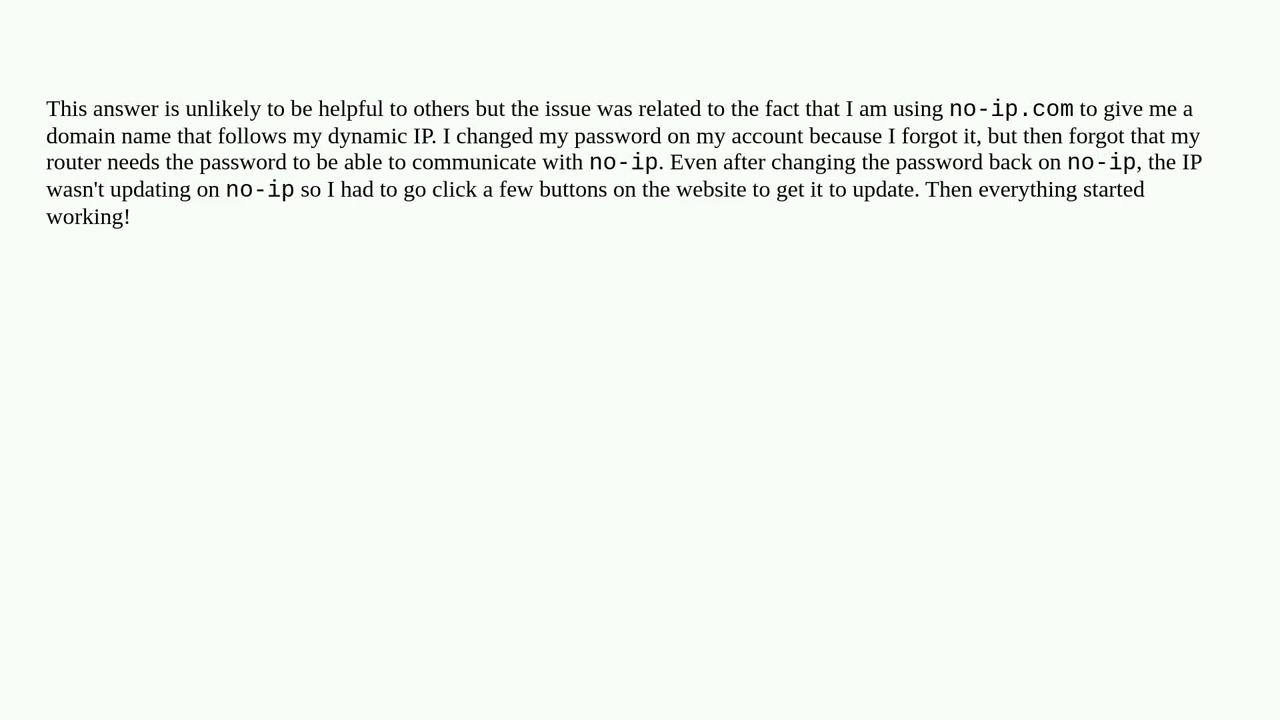 This answer is unlikely to be helpful to others but the issue was related to the fact that I am using no-ip.com to give me a
domain name that follows my dynamic IP. I changed my password on my account because I forgot it, but then forgot that my
router needs the password to be able to communicate with no-ip. Even after changing the password back on no-ip, the IP
wasn't updating on no-ip so I had to go click a few buttons on the website to get it to update. Then everything started
working!